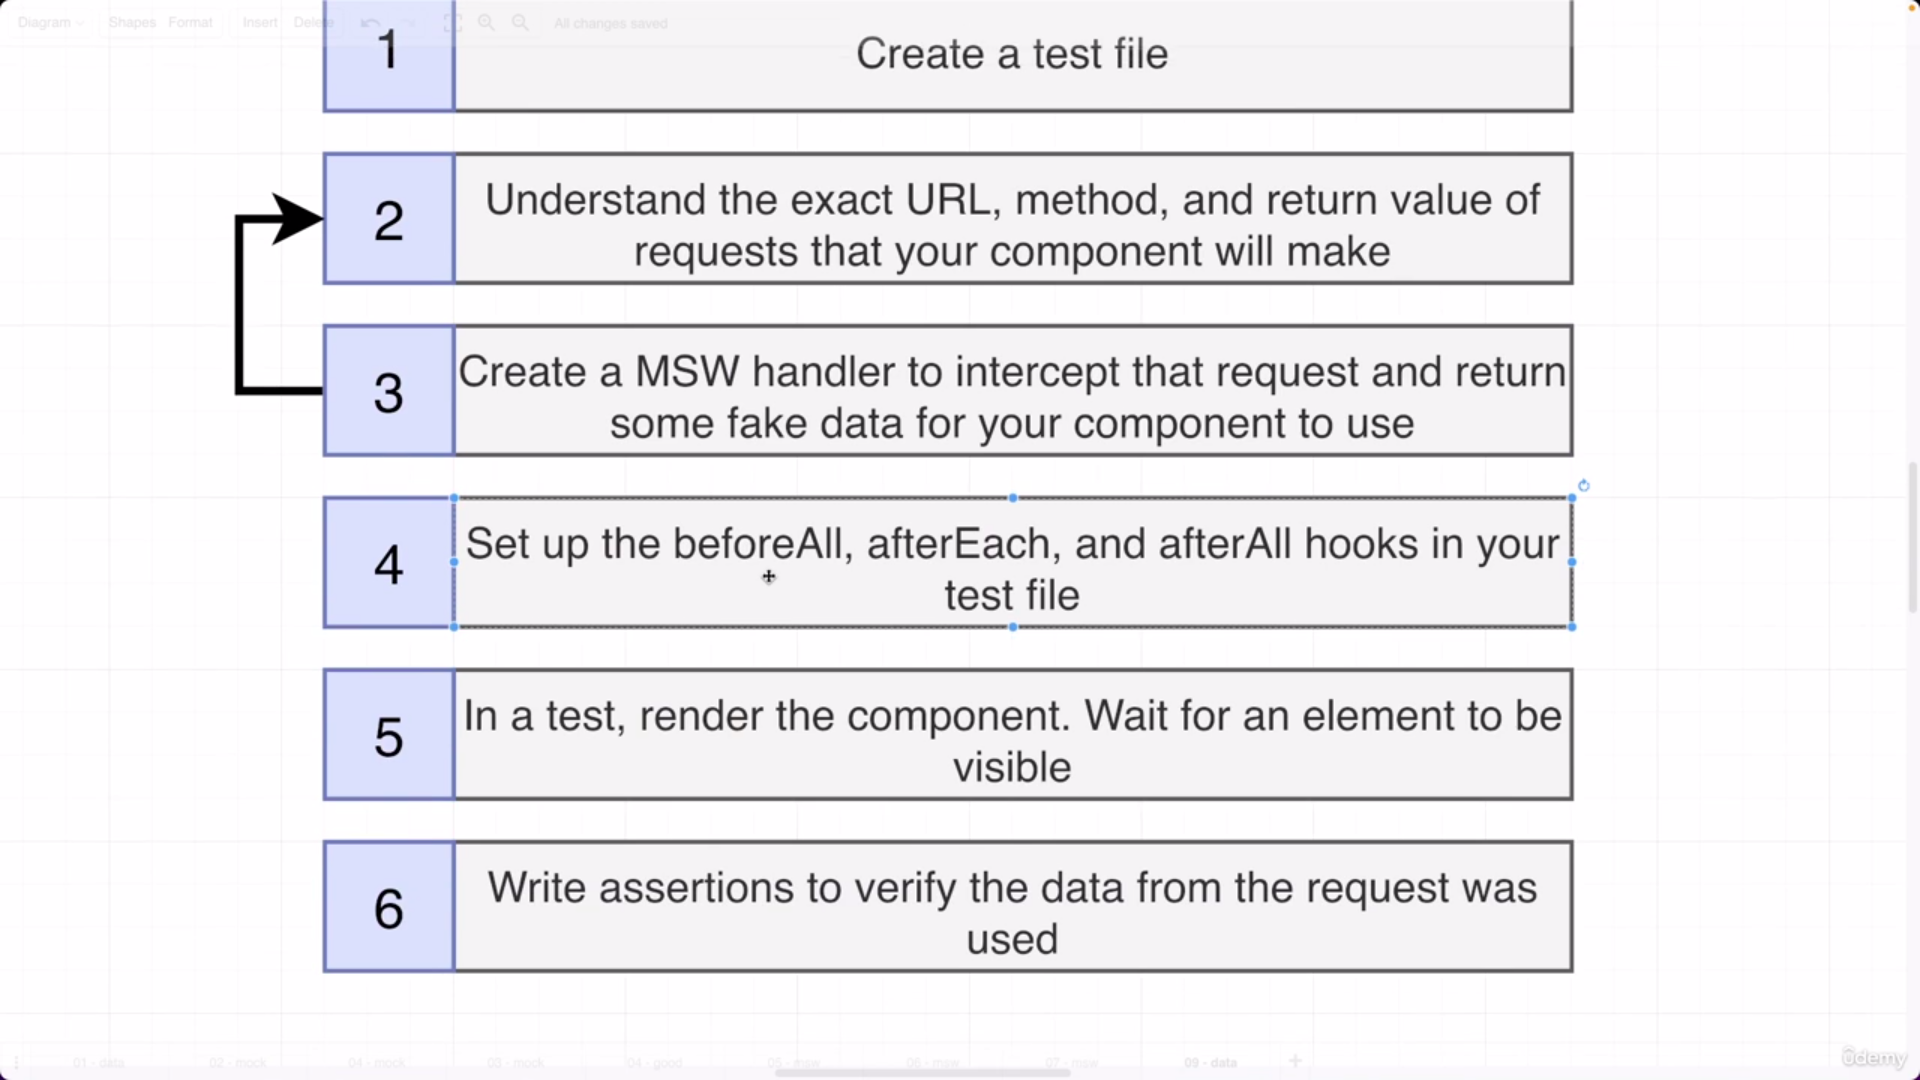 Diagram Shapes Format Insert Delete All changes saved
1 Create a test file
2
Understand the exact URL, method, and return value of
requests that your component will make
3
Create a MSW handler to intercept that request and return
some fake data for your component to use
4
Set up the beforeAll, afterEach, and afterAll hooks in your
test file
5
In a test, render the component. Wait for an element to be
visible
6
Write assertions to verify the data from the request was
used
01 - data 02 - mock 04 - mock 03 - mock 04 - good 05 - msw 06 - msw 07 - msw 09 - data
ûdemy